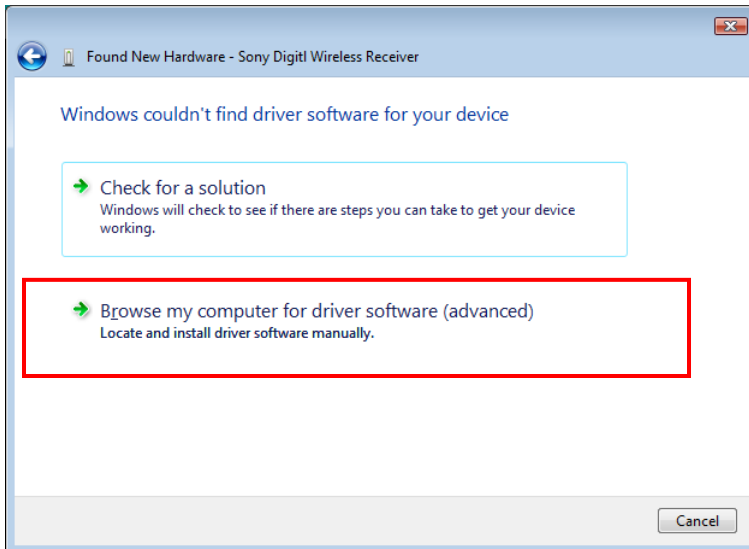 Found New Hardware - Sony Digitl Wireless Receiver
Windows couldn't find driver software for your device
Check for a solution
Windows will check to see if there are steps you can take to get your device
working.
Browse my computer for driver software (advanced)
Locate and install driver software manually.
Cancel